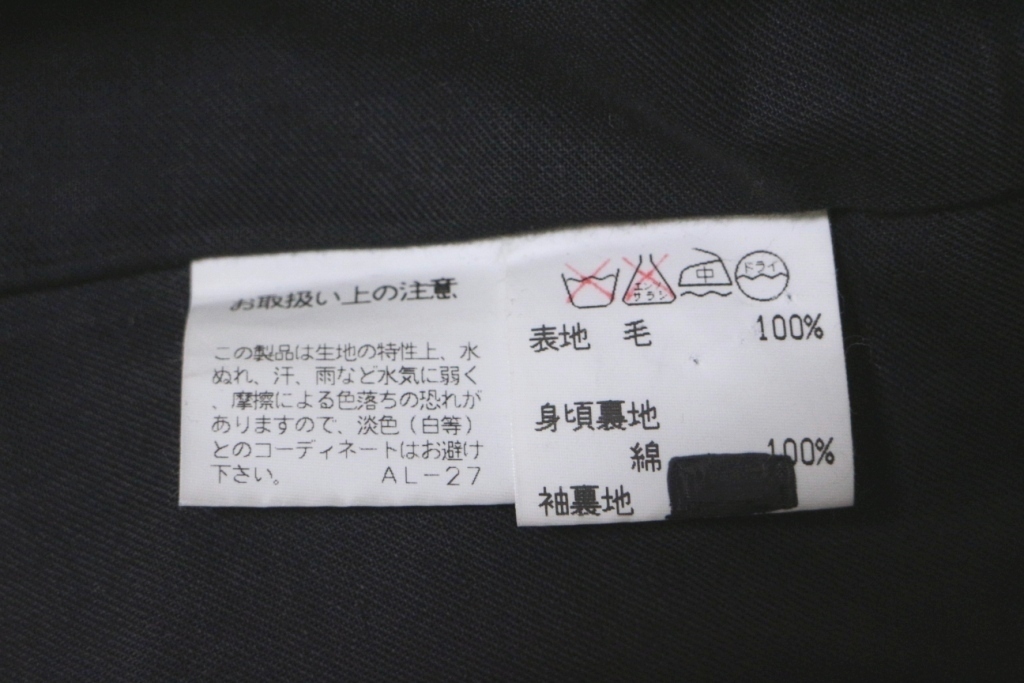 お取扱い上の注意
この製品は生地の特性上、水
ぬれ、汗、雨など水気に弱く
、摩擦による色落ちの恐れが
ありますので、淡色（白等）
とのコーディネートはお避け
下さい。 AL-27
エンソ サラシ 中 ドライ
表地 毛 100%
身頃裏地
綿 100%
袖裏地